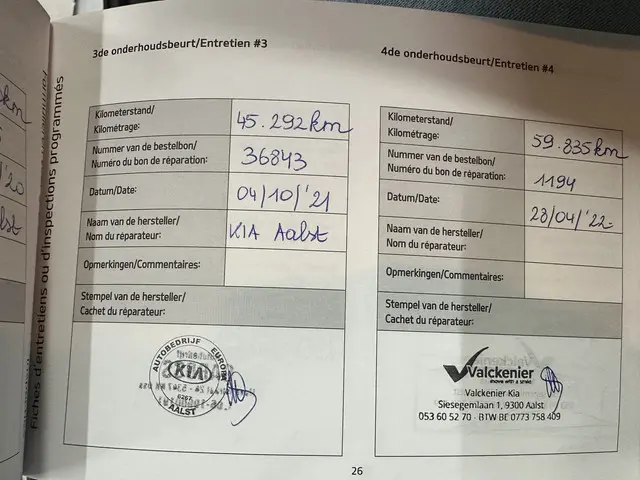 Fiches d'entretiens ou d'inspections programmés
3de onderhoudsbeurt/Entretien #3
Kilometerstand/
Kilométrage:
45.292km
Nummer van de bestelbon/
Numéro du bon de réparation:
36843
Datum/Date:
04/10/'21
Naam van de hersteller/
Nom du réparateur:
KIA Aalst
Opmerkingen/Commentaires:
Stempel van de hersteller/
Cachet du réparateur:
AUTOBEDRIJF
KIA
AALST
4de onderhoudsbeurt/Entretien #4
Kilometerstand/
Kilométrage:
59.835km
Nummer van de bestelbon/
Numéro du bon de réparation:
1194
Datum/Date:
28/04/'22
Naam van de hersteller/
Nom du réparateur:
Opmerkingen/Commentaires:
Stempel van de hersteller/
Cachet du réparateur:
Valckenier
move with a smile
Valckenier Kia
Siesegemlaan 1, 9300 Aalst
053 60 52 70 - BTW BE 0773 758 409
26